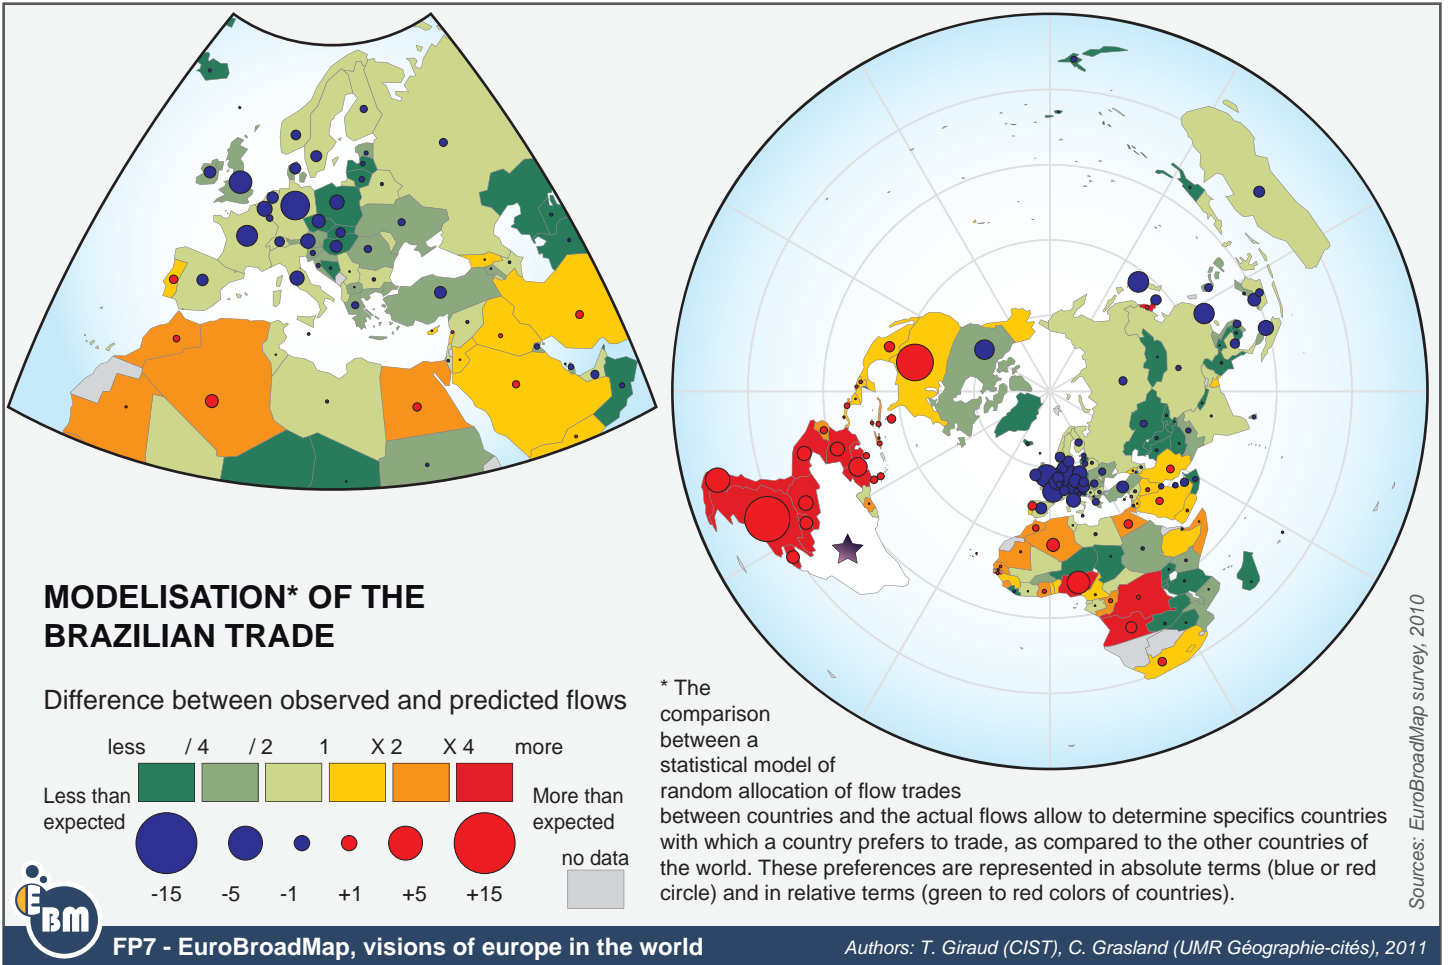 MODELISATION* OF THE
BRAZILIAN TRADE
Difference between observed and predicted flows
less / 4 / 2 1 X 2 X 4 more
Less than
expected
More than
expected
-15 -5 -1 +1 +5 +15
no data
* The
comparison
between a
statistical model of
random allocation of flow trades
between countries and the actual flows allow to determine specifics countries
with which a country prefers to trade, as compared to the other countries of
the world. These preferences are represented in absolute terms (blue or red
circle) and in relative terms (green to red colors of countries).
Sources: EuroBroadMap survey, 2010
EBM
FP7 - EuroBroadMap, visions of europe in the world
Authors: T. Giraud (CIST), C. Grasland (UMR Géographie-cités), 2011